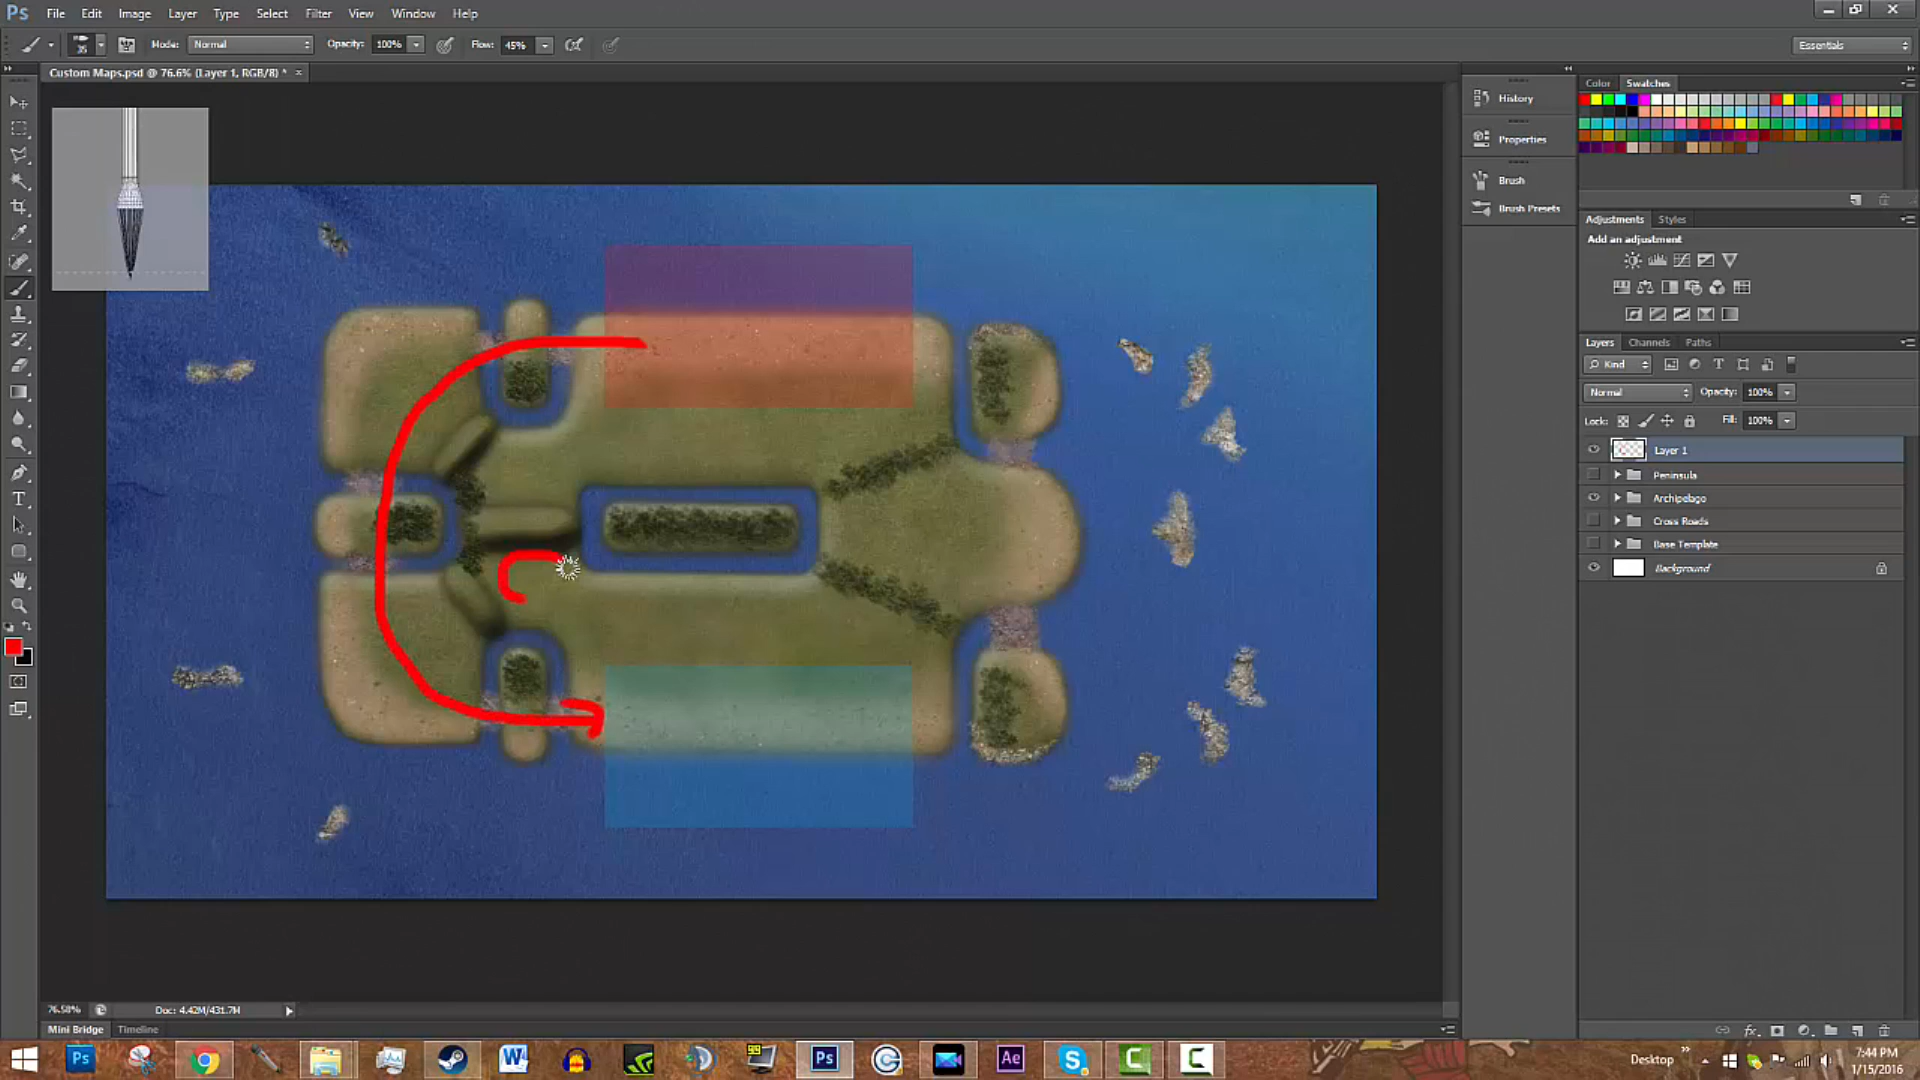 Ps File Edit Image Layer Type Select Filter View Window Help
35 Mode: Normal Opacity: 100% Flow: 45% Essentials
Custom Maps.psd @ 76.6% (Layer 1, RGB/8) * ×
Color Swatches
History
Properties
Brush
Brush Presets
Adjustments Styles
Add an adjustment
Layers Channels Paths
Kind
Normal Opacity: 100%
Lock: Fill: 100%
Layer 1
Peninsula
Archipelago
Cross Roads
Base Template
Background
76.58% Doc: 4.42M/431.7M
Mini Bridge Timeline
Desktop
7:44 PM
1/15/2016